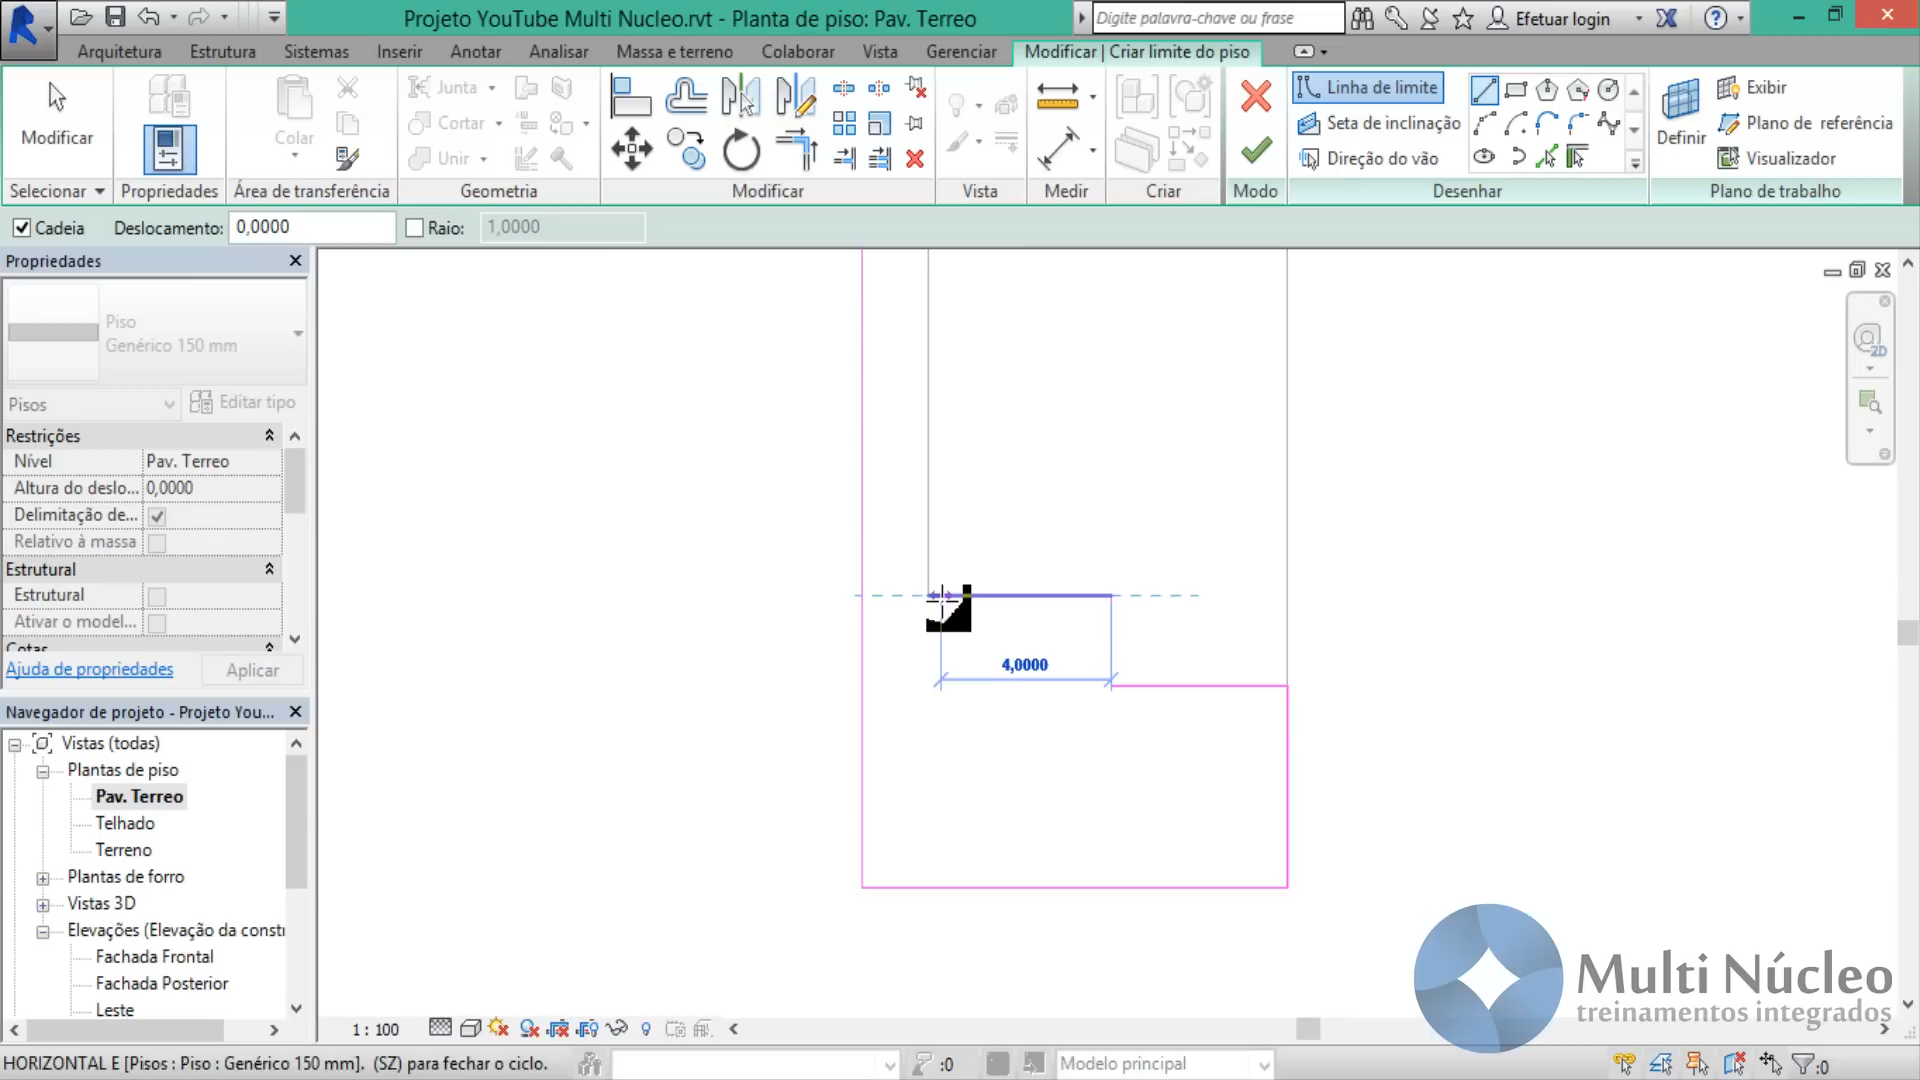 Projeto YouTube Multi Nucleo.rvt - Planta de piso: Pav. Terreo
Digite palavra-chave ou frase
Efetuar login
Arquitetura
Estrutura
Sistemas
Inserir
Anotar
Analisar
Massa e terreno
Colaborar
Vista
Gerenciar
Modificar | Criar limite do piso
Modificar
Colar
Junta
Cortar
Unir
Linha de limite
Seta de inclinação
Direção do vão
Definir
Exibir
Plano de referência
Visualizador
Selecionar
Propriedades
Área de transferência
Geometria
Modificar
Vista
Medir
Criar
Modo
Desenhar
Plano de trabalho
Cadeia
Deslocamento:
0,0000
Raio:
1,0000
Propriedades
Piso
Genérico 150 mm
Pisos
Editar tipo
Restrições
Nível
Pav. Terreo
Altura do deslo...
0,0000
Delimitação de...
Relativo à massa
Estrutural
Estrutural
Ativar o model...
Cotas
Ajuda de propriedades
Aplicar
Navegador de projeto - Projeto You...
Vistas (todas)
Plantas de piso
Pav. Terreo
Telhado
Terreno
Plantas de forro
Vistas 3D
Elevações (Elevação da constr
Fachada Frontal
Fachada Posterior
Leste
2D
4,0000
1 : 100
Multi Núcleo
treinamentos integrados
HORIZONTAL E [Pisos : Piso : Genérico 150 mm]. (SZ) para fechar o ciclo.
:0
Modelo principal
:0